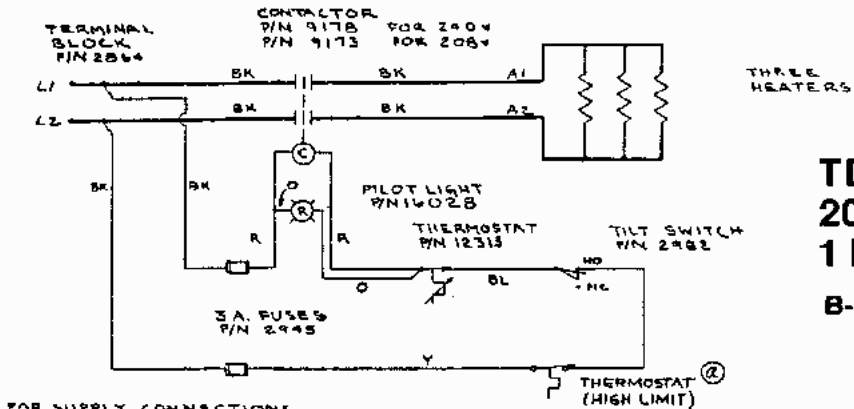 TERMINAL
BLOCK
P/N 2864
CONTACTOR
P/N 9178 FOR 240V
P/N 9173 FOR 208V
L1
BK
BK
A1
L2
BK
BK
A2
THREE
HEATERS
C
BK
BK
O
R
PILOT LIGHT
P/N 16028
R
R
THERMOSTAT
P/N 12315
TILT SWITCH
P/N 2982
O
BL
NO
NC
3 A. FUSES
P/N 2945
Y
THERMOSTAT
(HIGH LIMIT)
a
20
1
B-
FOR SUPPLY CONNECTIONS